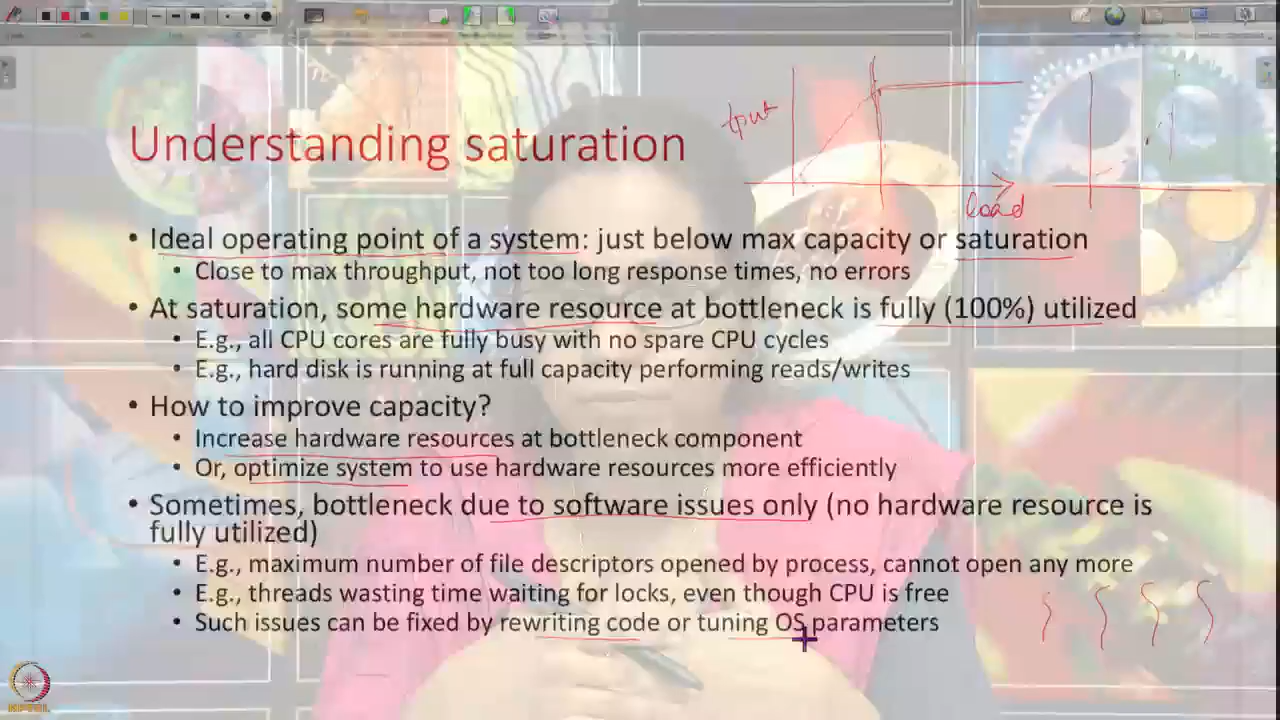 tput
load
Understanding saturation
• Ideal operating point of a system: just below max capacity or saturation
• Close to max throughput, not too long response times, no errors
• At saturation, some hardware resource at bottleneck is fully (100%) utilized
• E.g., all CPU cores are fully busy with no spare CPU cycles
• E.g., hard disk is running at full capacity performing reads/writes
• How to improve capacity?
• Increase hardware resources at bottleneck component
• Or, optimize system to use hardware resources more efficiently
• Sometimes, bottleneck due to software issues only (no hardware resource is
fully utilized)
• E.g., maximum number of file descriptors opened by process, cannot open any more
• E.g., threads wasting time waiting for locks, even though CPU is free
• Such issues can be fixed by rewriting code or tuning OS parameters
NPTEL